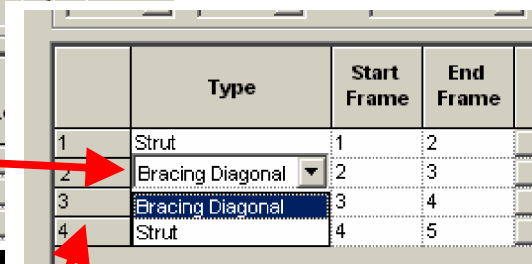 Type Start Frame End Frame
1 Strut 1 2
2 Bracing Diagonal 2 3
3 Bracing Diagonal 3 4
4 Strut 4 5